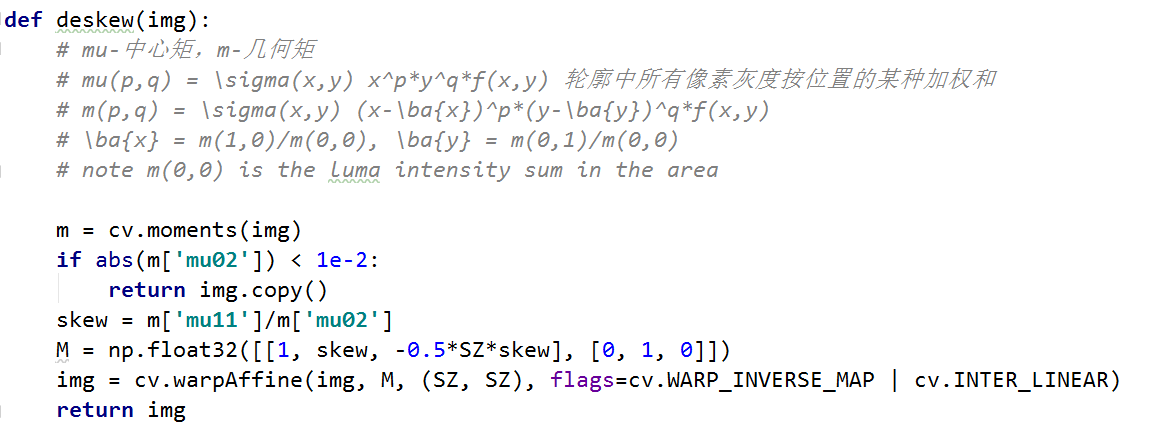 def deskew(img):
    # mu-中心矩，m-几何矩
    # mu(p,q) = \sigma(x,y) x^p*y^q*f(x,y) 轮廓中所有像素灰度按位置的某种加权和
    # m(p,q) = \sigma(x,y) (x-\ba{x})^p*(y-\ba{y})^q*f(x,y)
    # \ba{x} = m(1,0)/m(0,0), \ba{y} = m(0,1)/m(0,0)
    # note m(0,0) is the luma intensity sum in the area
    m = cv.moments(img)
    if abs(m['mu02']) < 1e-2:
        return img.copy()
    skew = m['mu11']/m['mu02']
    M = np.float32([[1, skew, -0.5*SZ*skew], [0, 1, 0]])
    img = cv.warpAffine(img, M, (SZ, SZ), flags=cv.WARP_INVERSE_MAP | cv.INTER_LINEAR)
    return img